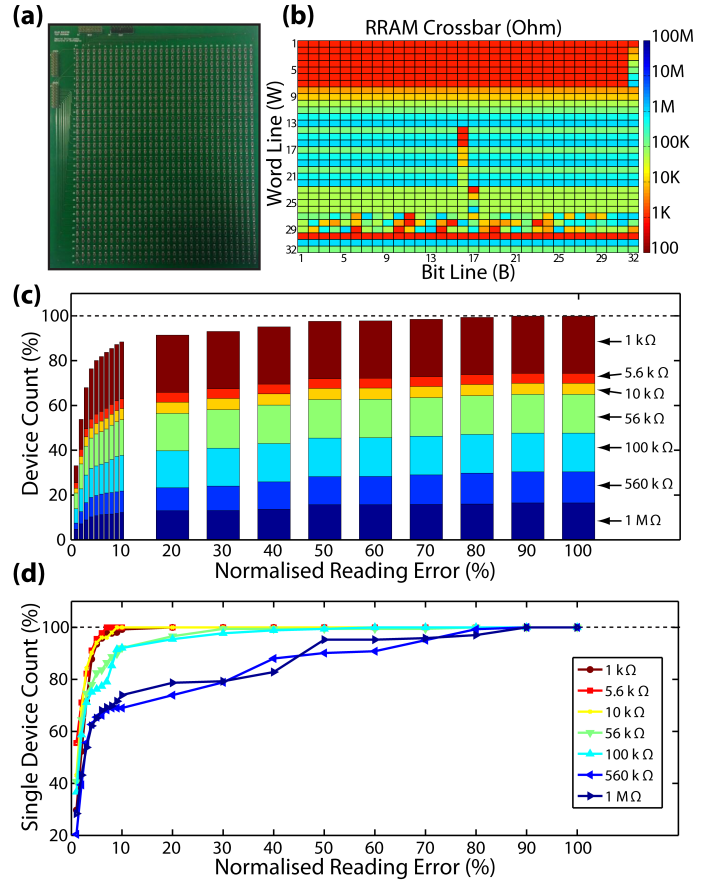 (a)
(b)
RRAM Crossbar (Ohm)
Word Line (W)
1
5
9
13
17
21
25
29
32
1 5 9 13 17 21 25 29 32
Bit Line (B)
100M
10M
1M
100K
10K
1K
100
(c)
Device Count (%)
100
80
60
40
20
0
0 10 20 30 40 50 60 70 80 90 100
Normalised Reading Error (%)
1 kΩ
5.6 kΩ
10 kΩ
56 kΩ
100 kΩ
560 kΩ
1 MΩ
(d)
Single Device Count (%)
100
80
60
40
20
0 10 20 30 40 50 60 70 80 90 100
Normalised Reading Error (%)
1 kΩ
5.6 kΩ
10 kΩ
56 kΩ
100 kΩ
560 kΩ
1 MΩ